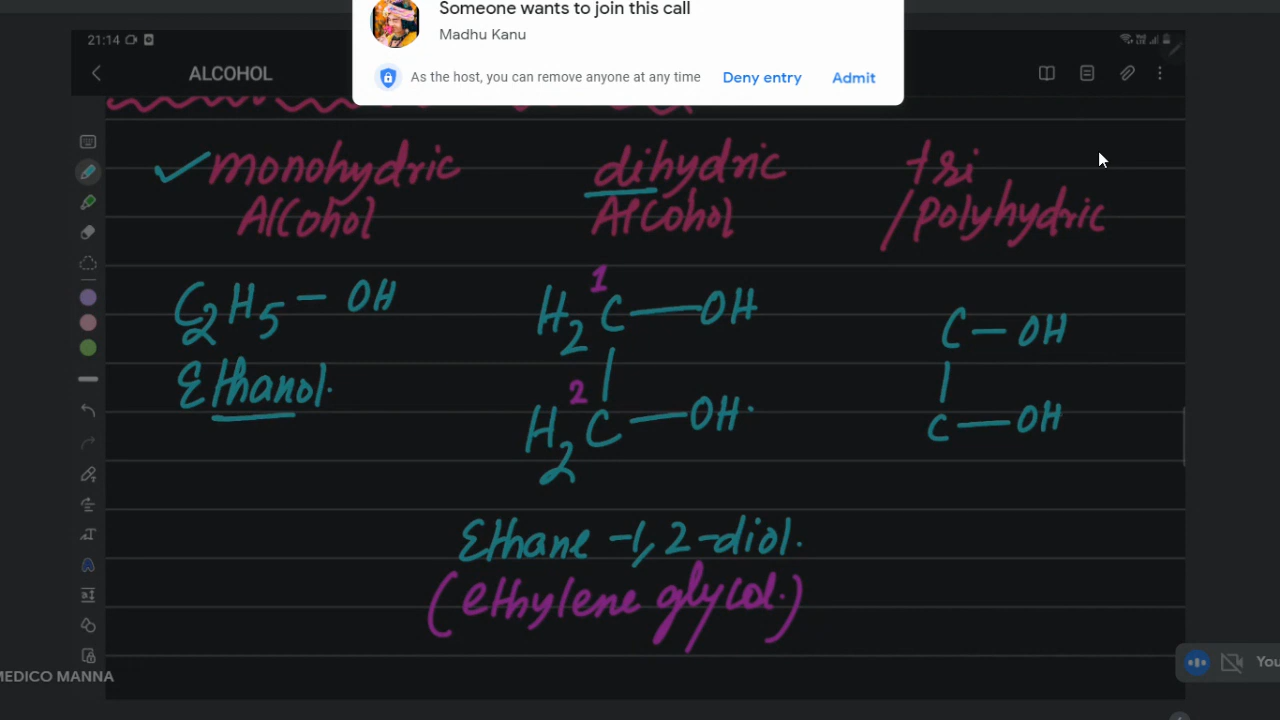 Someone wants to join this call
Madhu Kanu
As the host, you can remove anyone at any time Deny entry Admit
21:14
ALCOHOL
monohydric Alcohol
dihydric Alcohol
tri /polyhydric
C2H5 — OH
Ethanol.
1
H2C — OH
2
H2C — OH.
C — OH
C — OH
Ethane -1, 2 -diol.
(ethylene glycol.)
MEDICO MANNA
You